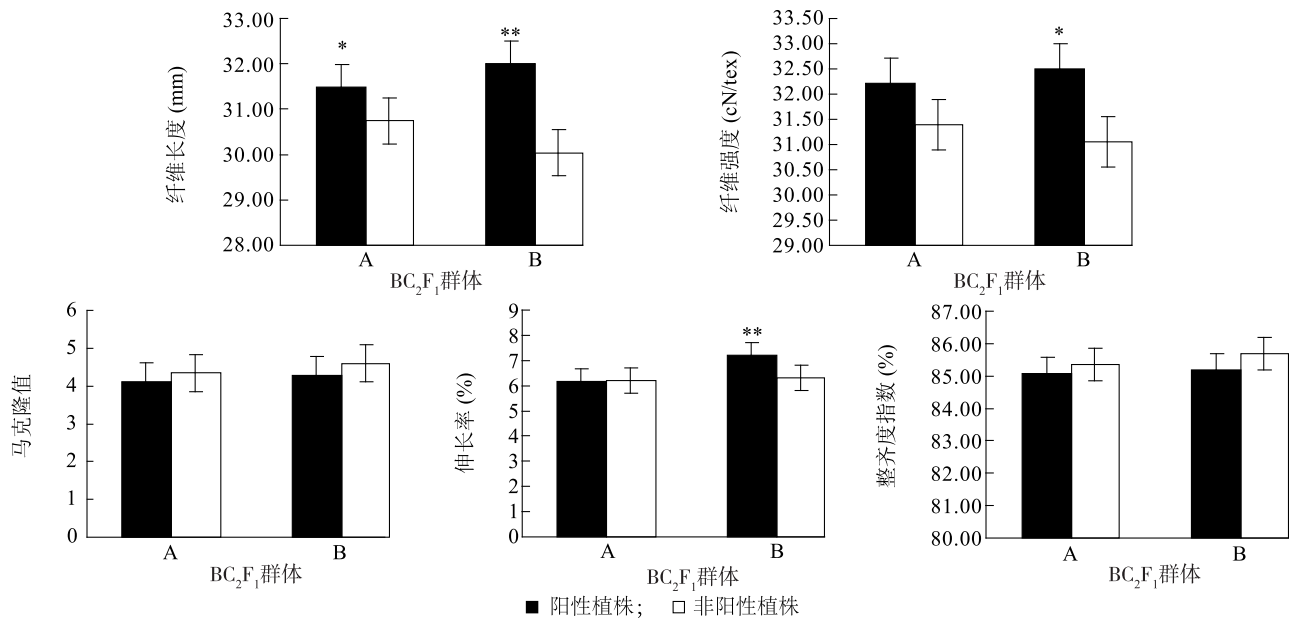 33.00
32.00
31.00
30.00
29.00
28.00
纤维长度 (mm)
*
**
A
B
BC₂F₁群体
33.50
33.00
32.50
32.00
31.50
31.00
30.50
30.00
29.50
29.00
纤维强度 (cN/tex)
*
A
B
BC₂F₁群体
6
5
4
3
2
1
0
马克隆值
A
B
BC₂F₁群体
9
8
7
6
5
4
3
2
1
0
伸长率 (%)
**
A
B
BC₂F₁群体
87.00
86.00
85.00
84.00
83.00
82.00
81.00
80.00
整齐度指数 (%)
A
B
BC₂F₁群体
阳性植株; 非阳性植株